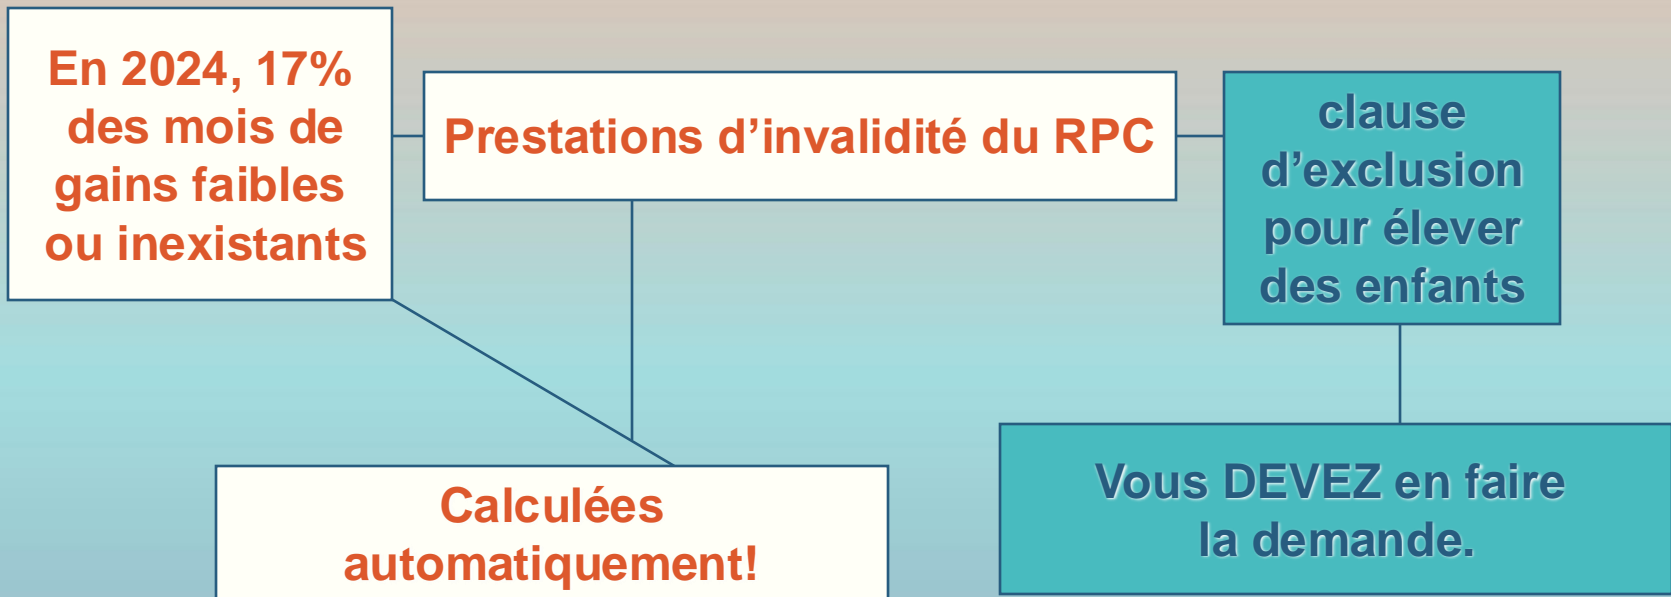 En 2024, 17%
des mois de
gains faibles
ou inexistants
Prestations d’invalidité du RPC
clause
d’exclusion
pour élever
des enfants
Calculées
automatiquement!
Vous DEVEZ en faire
la demande.